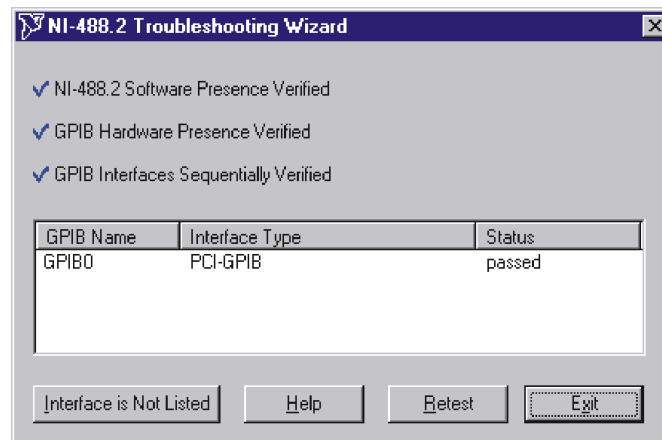 NI-488.2 Troubleshooting Wizard
NI-488.2 Software Presence Verified
GPIB Hardware Presence Verified
GPIB Interfaces Sequentially Verified
GPIB Name Interface Type Status
GPIB0 PCI-GPIB passed
Interface is Not Listed Help Retest Exit